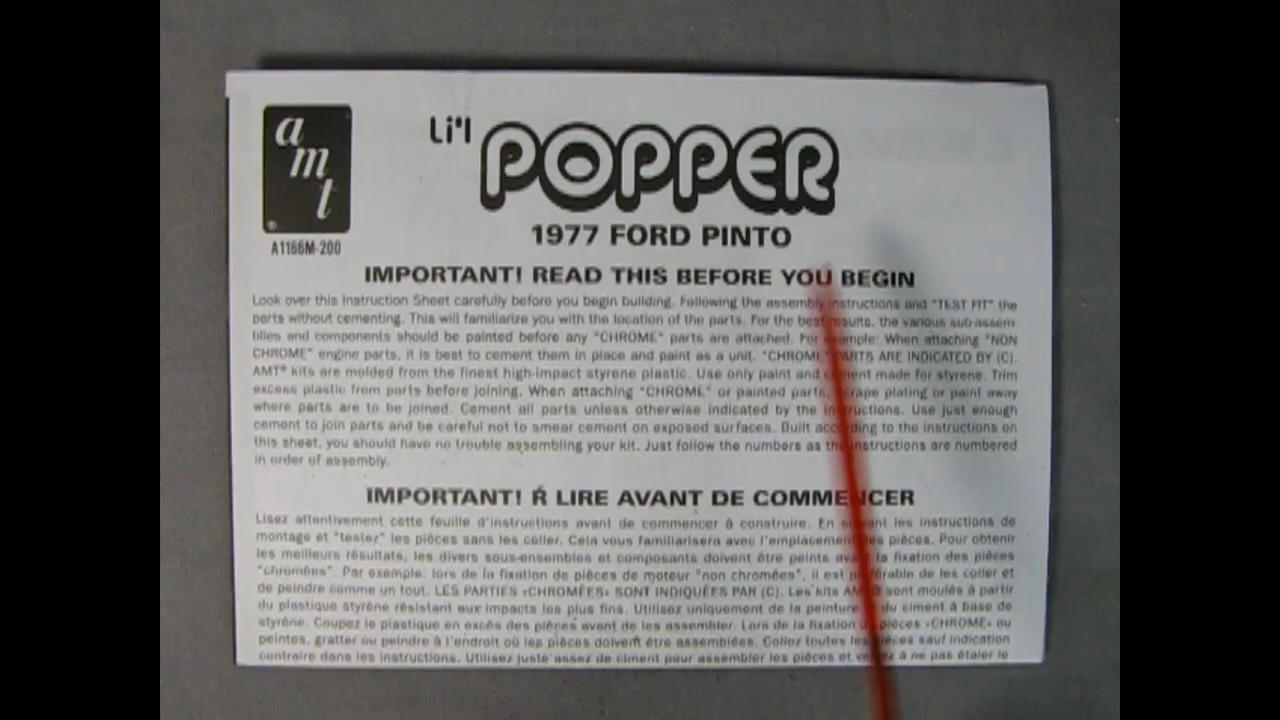 amt
®
A1166M-200
Li'l
POPPER
1977 FORD PINTO
IMPORTANT! READ THIS BEFORE YOU BEGIN
Look over this Instruction Sheet carefully before you begin building. Following the assembly instructions and "TEST FIT" the
parts without cementing. This will familiarize you with the location of the parts. For the best results, the various sub-assem-
blies and components should be painted before any "CHROME" parts are attached. For example: When attaching "NON
CHROME" engine parts, it is best to cement them in place and paint as a unit. "CHROME" PARTS ARE INDICATED BY (C).
AMT® kits are molded from the finest high-impact styrene plastic. Use only paint and cement made for styrene. Trim
excess plastic from parts before joining. When attaching "CHROME" or painted parts, scrape plating or paint away
where parts are to be joined. Cement all parts unless otherwise indicated by the instructions. Use just enough
cement to join parts and be careful not to smear cement on exposed surfaces. Built according to the instructions on
this sheet, you should have no trouble assembling your kit. Just follow the numbers as the instructions are numbered
in order of assembly.
IMPORTANT! Ŕ LIRE AVANT DE COMMENCER
Lisez attentivement cette feuille d'instructions avant de commencer à construire. En suivant les instructions de
montage et "testez" les pièces sans les coller. Cela vous familiarisera avec l'emplacement des pièces. Pour obtenir
les meilleurs résultats, les divers sous-ensembles et composants doivent être peints avant la fixation des pièces
"chromées". Par exemple: lors de la fixation de pièces de moteur "non chromées", il est préférable de les coller et
de peindre comme un tout. LES PARTIES «CHROMÉES» SONT INDIQUÉES PAR (C). Les kits AMT® sont moulés à partir
du plastique styrène résistant aux impacts les plus fins. Utilisez uniquement de la peinture et du ciment à base de
styrène. Coupez le plastique en excès des pièces avant de les assembler. Lors de la fixation de pièces «CHROME» ou
peintes, gratter ou peindre à l'endroit où les pièces doivent être assemblées. Collez toutes les pièces sauf indication
contraire dans les instructions. Utilisez juste assez de ciment pour assembler les pièces et veillez à ne pas étaler le